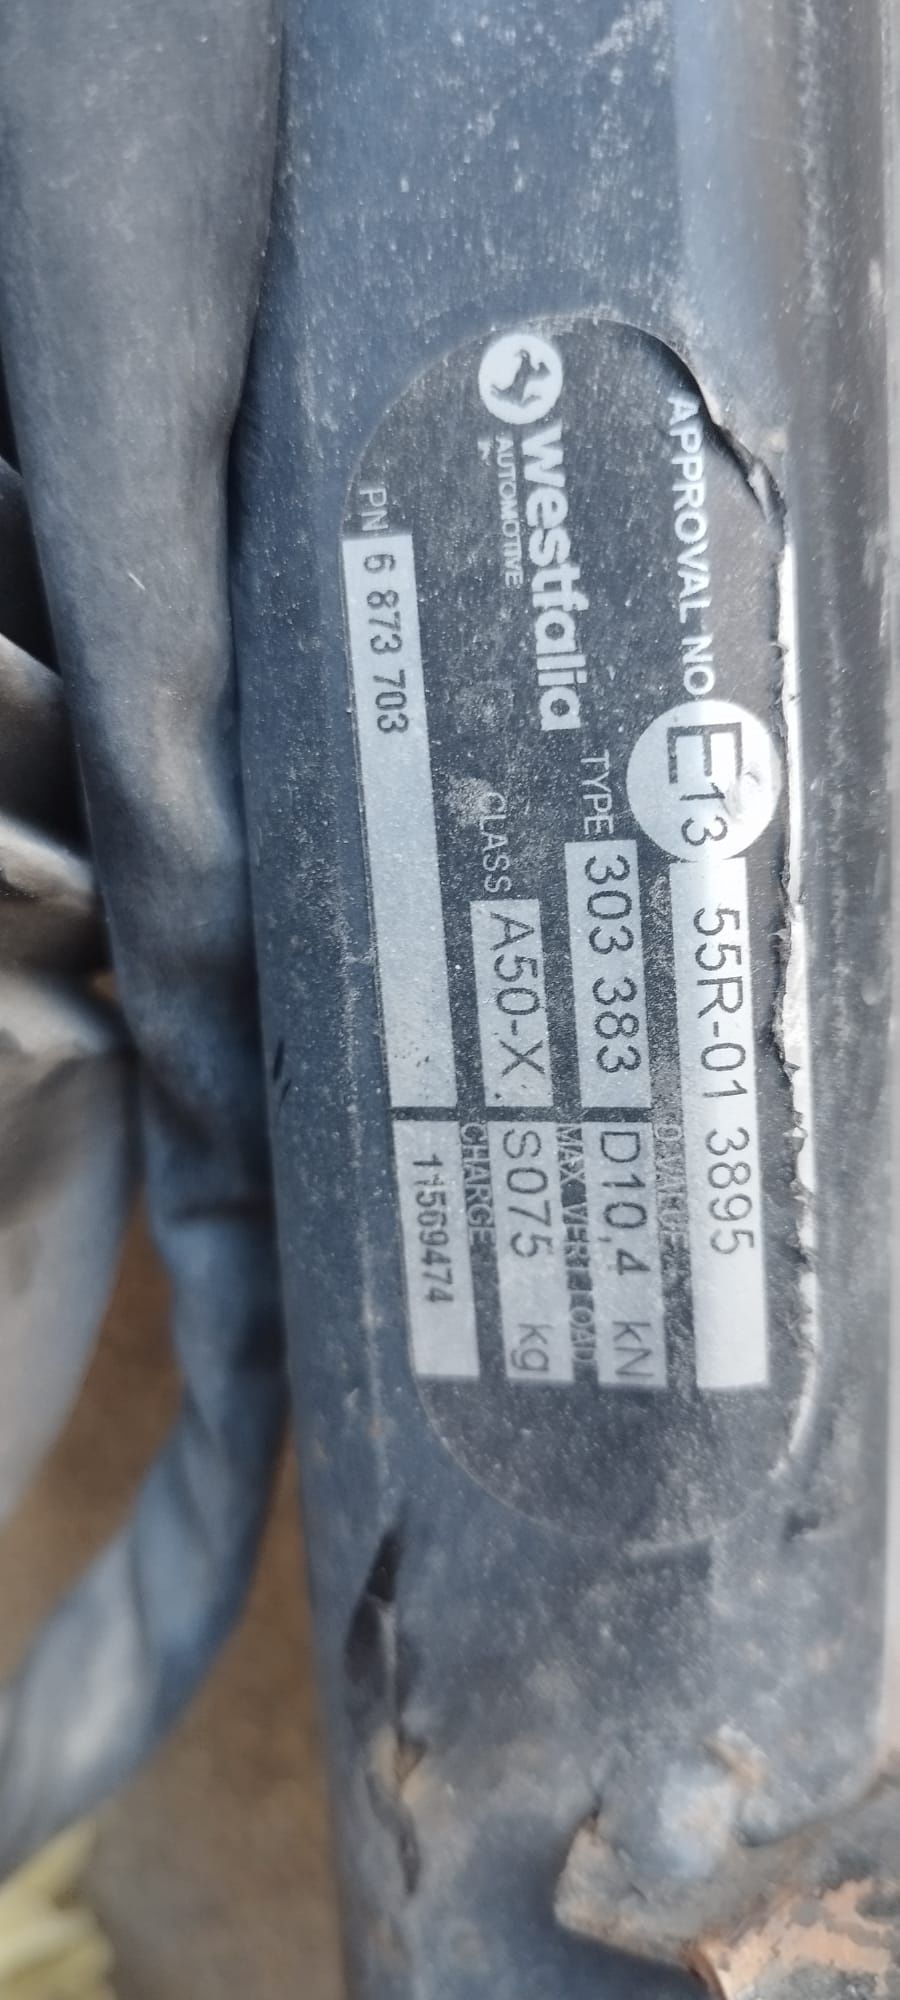 APPROVAL NO E13 55R-01 3895
westfalia
AUTOMOTIVE
TYPE 303 383 D10,4 kN
D-VALUE
MAX VERT LOAD
CLASS A50-X S075 kg
CHARGE
PN 6 873 703 11569474